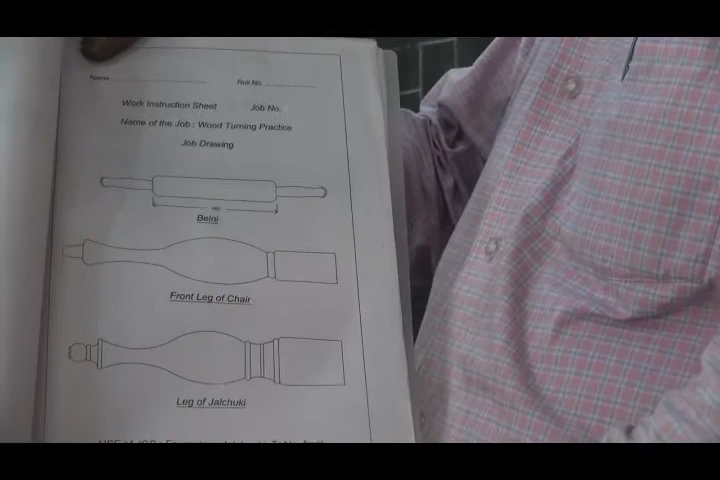 Name
Roll No.
Work Instruction Sheet Job No.
Name of the Job : Wood Turning Practice
Job Drawing
Belni
Front Leg of Chair
Leg of Jalchuki